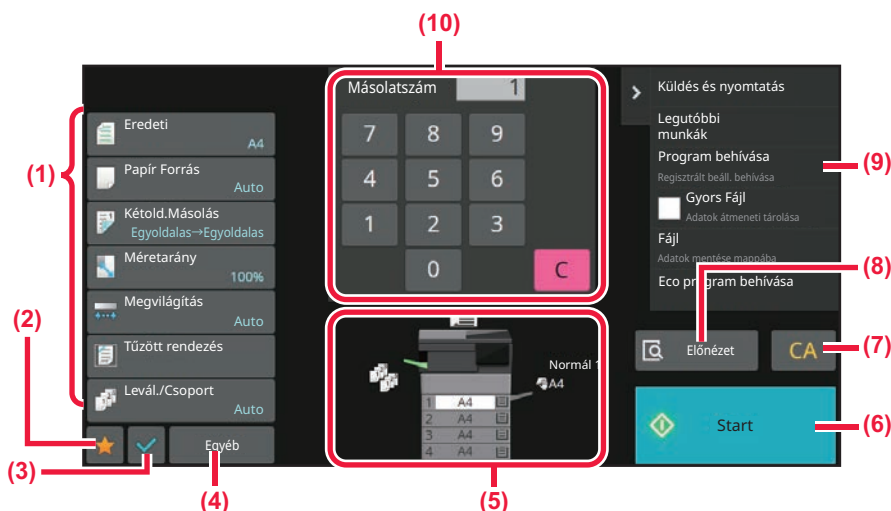 (10)
(1)
Eredeti
A4
Papír Forrás
Auto
Kétold.Másolás
Egyoldalas→Egyoldalas
Méretarány
100%
Megvilágítás
Auto
Tűzött rendezés
Levál./Csoport
Auto
(2)
(3)
Egyéb
(4)
Másolatszám 1
7 8 9
4 5 6
1 2 3
0 C
Normál 1
A4
1 A4
2 A4
3 A4
4 A4
(5)
Küldés és nyomtatás
Legutóbbi
munkák
Program behívása
Regisztrált beáll. behívása
Gyors Fájl
Adatok átmeneti tárolása
Fájl
Adatok mentése mappába
Eco program behívása
(9)
(8)
Előnézet
CA
(7)
Start
(6)